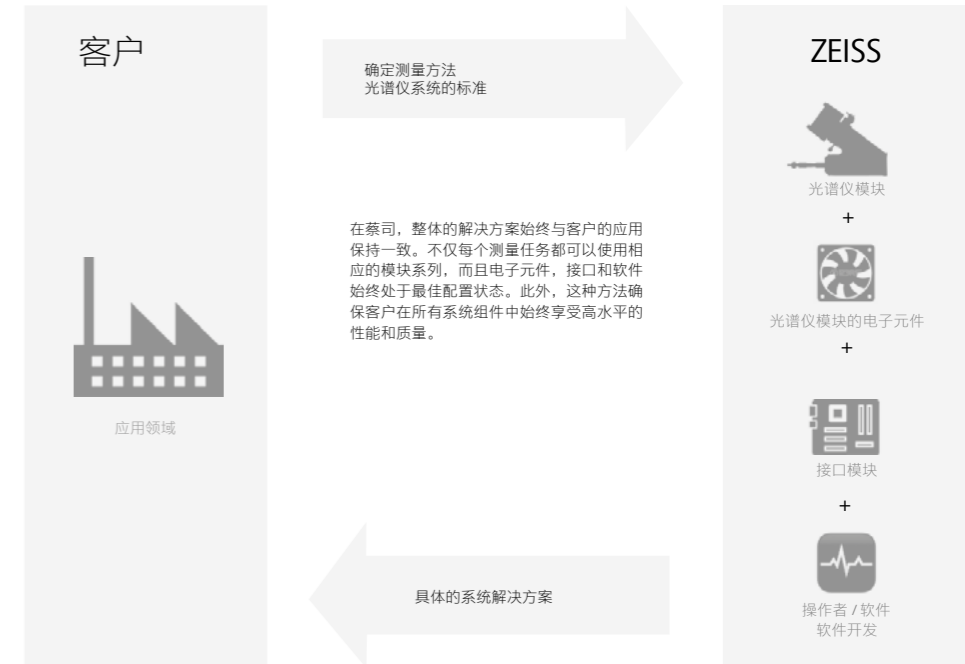 客户
应用领域
确定测量方法
光谱仪系统的标准
在蔡司，整体的解决方案始终与客户的应用
保持一致。不仅每个测量任务都可以使用相
应的模块系列，而且电子元件，接口和软件
始终处于最佳配置状态。此外，这种方法确
保客户在所有系统组件中始终享受高水平的
性能和质量。
具体的系统解决方案
ZEISS
光谱仪模块
+
光谱仪模块的电子元件
+
接口模块
+
操作者 / 软件
软件开发